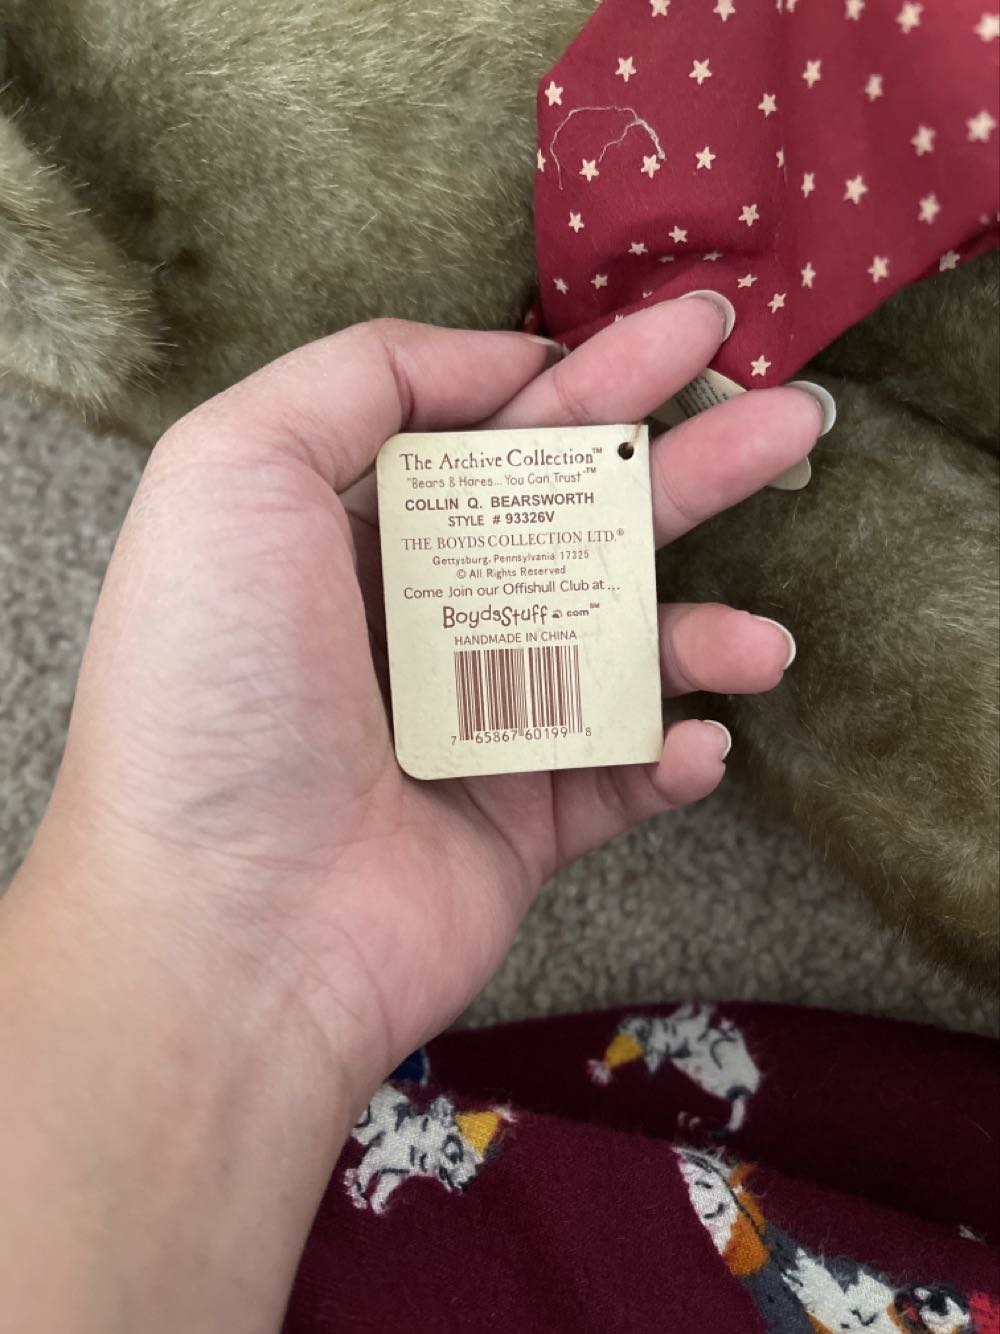 The Archive Collection™
"Bears & Hares... You Can Trust"™
COLLIN Q. BEARSWORTH
STYLE # 93326V
THE BOYDS COLLECTION LTD.®
Gettysburg, Pennsylvania 17325
© All Rights Reserved
Come Join our Offishull Club at...
BoydsStuff.com℠
HANDMADE IN CHINA
7 65867 60199 8